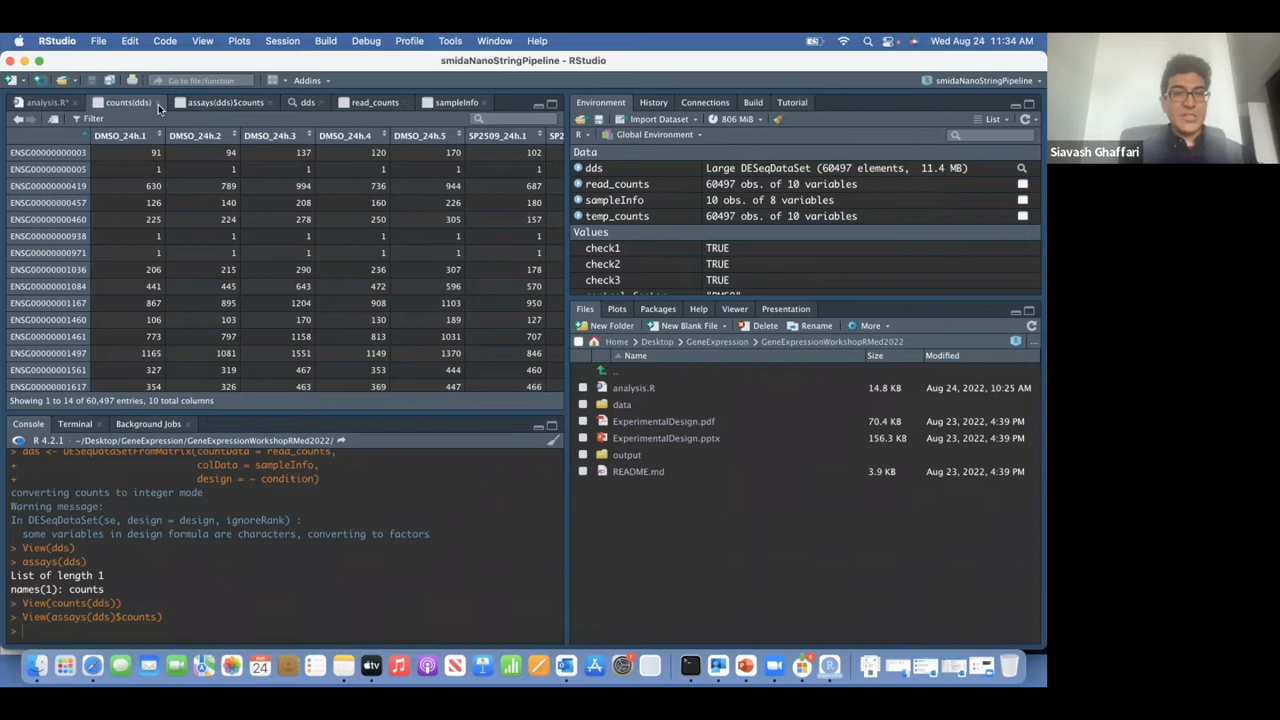 RStudio File Edit Code View Plots Session Build Debug Profile Tools Window Help Wed Aug 24 11:34 AM
smidaNanoStringPipeline - RStudio
Go to file/function Addins smidaNanoStringPipeline
analysis.R* counts(dds) assays(dds)$counts dds read_counts sampleInfo
Filter
DMSO_24h.1 DMSO_24h.2 DMSO_24h.3 DMSO_24h.4 DMSO_24h.5 SP2509_24h.1 SP2
ENSG00000000003 91 94 137 120 170 102
ENSG00000000005 1 1 1 1 1 1
ENSG00000000419 630 789 994 736 944 687
ENSG00000000457 126 140 208 160 226 180
ENSG00000000460 225 224 278 250 305 157
ENSG00000000938 1 1 1 1 1 1
ENSG00000000971 1 1 1 1 1 1
ENSG00000001036 206 215 290 236 307 178
ENSG00000001084 441 445 643 472 596 570
ENSG00000001167 867 895 1204 908 1103 950
ENSG00000001460 106 103 170 130 189 127
ENSG00000001461 773 777 1158 813 1031 707
ENSG00000001497 1165 1081 1551 1149 1370 846
ENSG00000001561 327 319 467 353 444 460
ENSG00000001617 354 326 463 369 447 466
Showing 1 to 14 of 60,497 entries, 10 total columns
Console Terminal Background Jobs
R 4.2.1 · ~/Desktop/GeneExpression/GeneExpressionWorkshopRMed2022/
> dds <- DESeqDataSetFromMatrix(countData = read_counts,
+ colData = sampleInfo,
+ design = ~ condition)
converting counts to integer mode
Warning message:
In DESeqDataSet(se, design = design, ignoreRank) :
some variables in design formula are characters, converting to factors
> View(dds)
> assays(dds)
List of length 1
names(1): counts
> View(counts(dds))
> View(assays(dds)$counts)
>
Environment History Connections Build Tutorial
Import Dataset 806 MiB List
R Global Environment
Data
dds Large DESeqDataSet (60497 elements, 11.4 MB)
read_counts 60497 obs. of 10 variables
sampleInfo 10 obs. of 8 variables
temp_counts 60497 obs. of 10 variables
Values
check1 TRUE
check2 TRUE
check3 TRUE
Files Plots Packages Help Viewer Presentation
New Folder New Blank File Delete Rename More
Home Desktop GeneExpression GeneExpressionWorkshopRMed2022
Name Size Modified
..
analysis.R 14.8 KB Aug 24, 2022, 10:25 AM
data
ExperimentalDesign.pdf 70.4 KB Aug 23, 2022, 4:39 PM
ExperimentalDesign.pptx 156.3 KB Aug 23, 2022, 4:39 PM
output
README.md 3.9 KB Aug 23, 2022, 4:39 PM
Siavash Ghaffari
AUG
24
tv